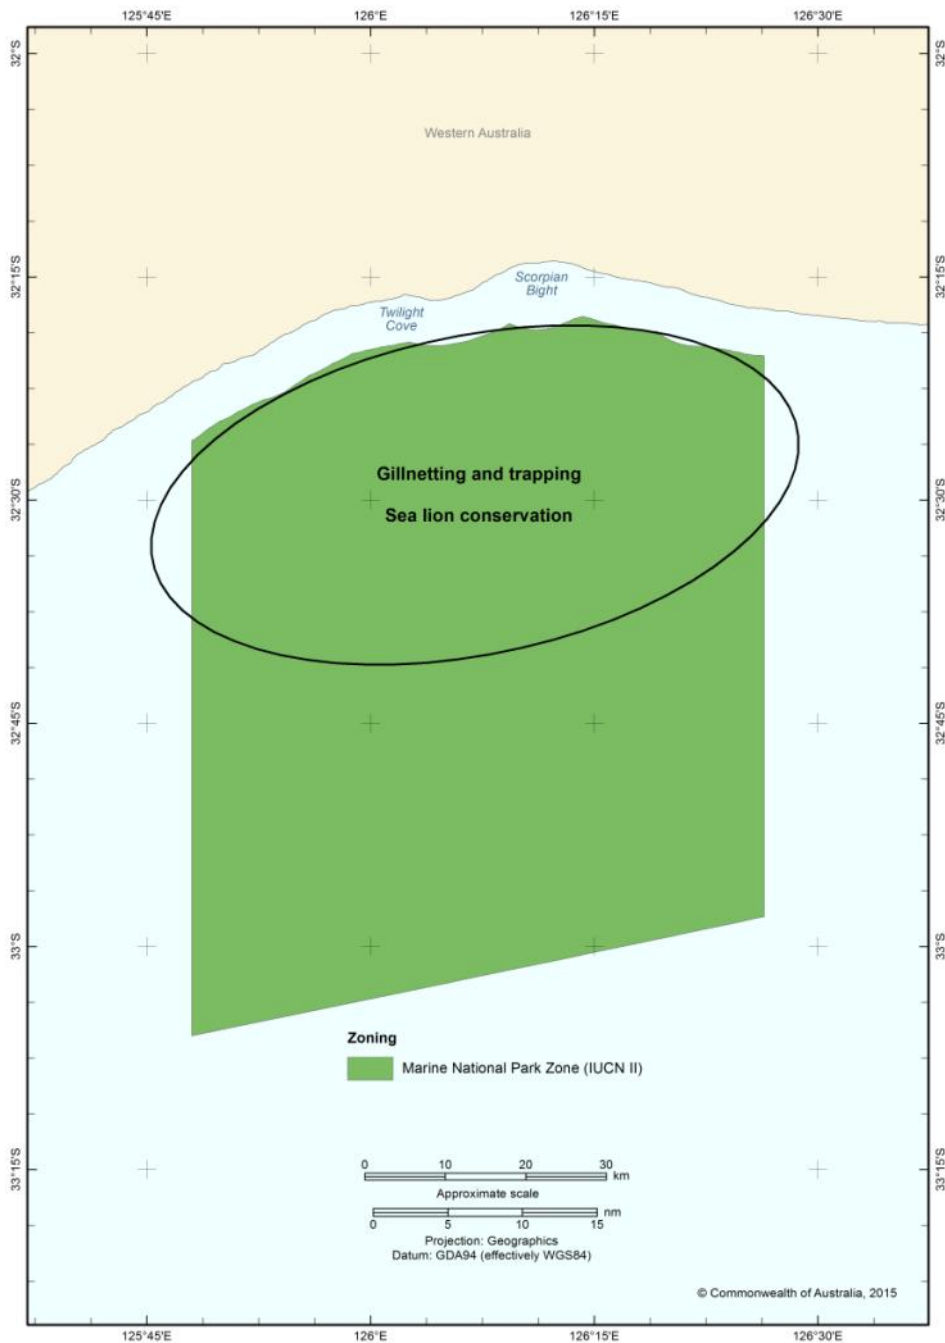 125°45'E 126°E 126°15'E 126°30'E
32°S 32°S
Western Australia
32°15'S 32°15'S
Scorpian
Bight
Twilight
Cove
Gillnetting and trapping
32°30'S 32°30'S
Sea lion conservation
32°45'S 32°45'S
33°S 33°S
Zoning
Marine National Park Zone (IUCN II)
33°15'S 33°15'S
0 10 20 30
km
Approximate scale
nm
0 5 10 15
Projection: Geographics
Datum: GDA94 (effectively WGS84)
© Commonwealth of Australia, 2015
125°45'E 126°E 126°15'E 126°30'E